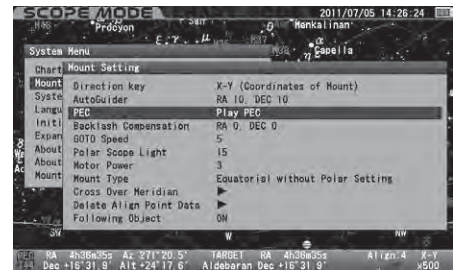 SCOPE MODE 2011/07/05 14:26:24
Procyon Menkalinan
Capella
System Menu
Chart
Mount
Syste
Langu
Initi
Expan
About
About
Mount
Mount Setting
Direction key X-Y (Coordinates of Mount)
AutoGuider RA 10, DEC 10
PEC Play PEC
Backlash Compensation RA 0, DEC 0
GOTO Speed 5
Polar Scope Light 15
Motor Power 3
Mount Type Equatorial without Polar Setting
Cross Over Meridian
Delete Align Point Data
Following Object ON
SW W NW
RA 4h36m35s Az 271°20.5' TARGET RA 4h36m35s Align:4 X-Y
Dec +16°31.9' Alt +24°17.6' Aldebaran Dec +16°31.9' x500